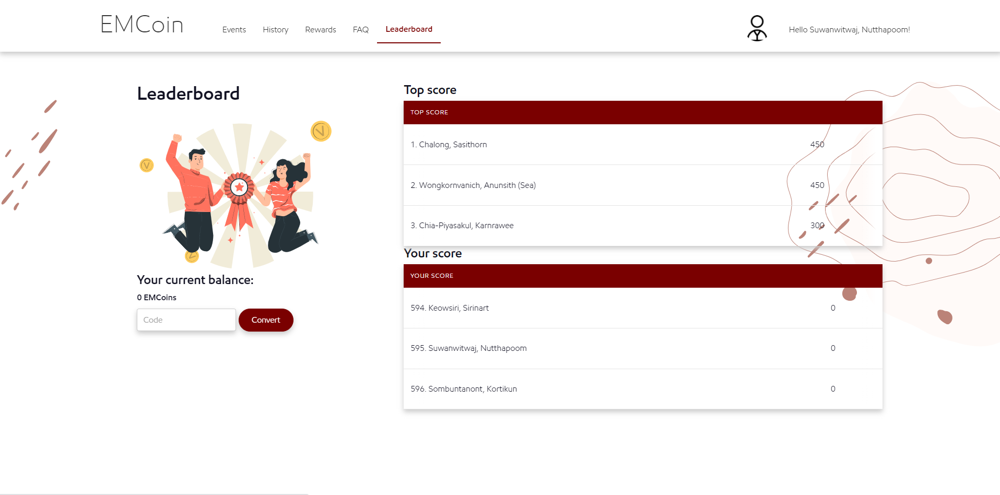 EMCoin
Events
History
Rewards
FAQ
Leaderboard
Hello Suwanwitwaj, Nutthapoom!
Leaderboard
Your current balance:
0 EMCoins
Code
Convert
Top score
TOP SCORE
1. Chalong, Sasithorn 450
2. Wongkornvanich, Anunsith (Sea) 450
3. Chia-Piyasakul, Karnrawee 300
Your score
YOUR SCORE
594. Keowsiri, Sirinart 0
595. Suwanwitwaj, Nutthapoom 0
596. Sombuntanont, Kortikun 0